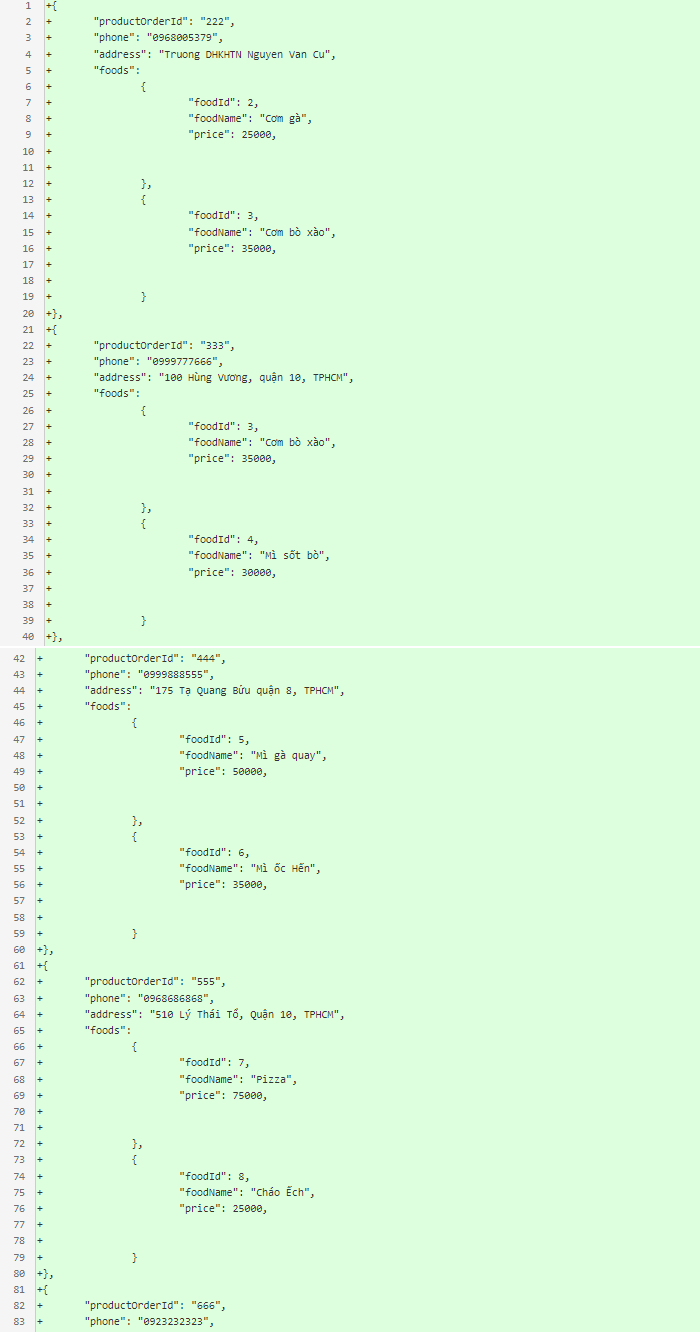 1 +{
2 + "productOrderId": "222",
3 + "phone": "0968005379",
4 + "address": "Truong DHKHTN Nguyen Van Cu",
5 + "foods":
6 + {
7 + "foodId": 2,
8 + "foodName": "Cơm gà",
9 + "price": 25000,
10 +
11 +
12 + },
13 + {
14 + "foodId": 3,
15 + "foodName": "Cơm bò xào",
16 + "price": 35000,
17 +
18 +
19 + }
20 +},
21 +{
22 + "productOrderId": "333",
23 + "phone": "0999777666",
24 + "address": "100 Hùng Vương, quận 10, TPHCM",
25 + "foods":
26 + {
27 + "foodId": 3,
28 + "foodName": "Cơm bò xào",
29 + "price": 35000,
30 +
31 +
32 + },
33 + {
34 + "foodId": 4,
35 + "foodName": "Mì sốt bò",
36 + "price": 30000,
37 +
38 +
39 + }
40 +},
42 + "productOrderId": "444",
43 + "phone": "0999888555",
44 + "address": "175 Tạ Quang Bửu quận 8, TPHCM",
45 + "foods":
46 + {
47 + "foodId": 5,
48 + "foodName": "Mì gà quay",
49 + "price": 50000,
50 +
51 +
52 + },
53 + {
54 + "foodId": 6,
55 + "foodName": "Mì ốc Hến",
56 + "price": 35000,
57 +
58 +
59 + }
60 +},
61 +{
62 + "productOrderId": "555",
63 + "phone": "0968686868",
64 + "address": "510 Lý Thái Tổ, Quận 10, TPHCM",
65 + "foods":
66 + {
67 + "foodId": 7,
68 + "foodName": "Pizza",
69 + "price": 75000,
70 +
71 +
72 + },
73 + {
74 + "foodId": 8,
75 + "foodName": "Cháo Ếch",
76 + "price": 25000,
77 +
78 +
79 + }
80 +},
81 +{
82 + "productOrderId": "666",
83 + "phone": "0923232323",